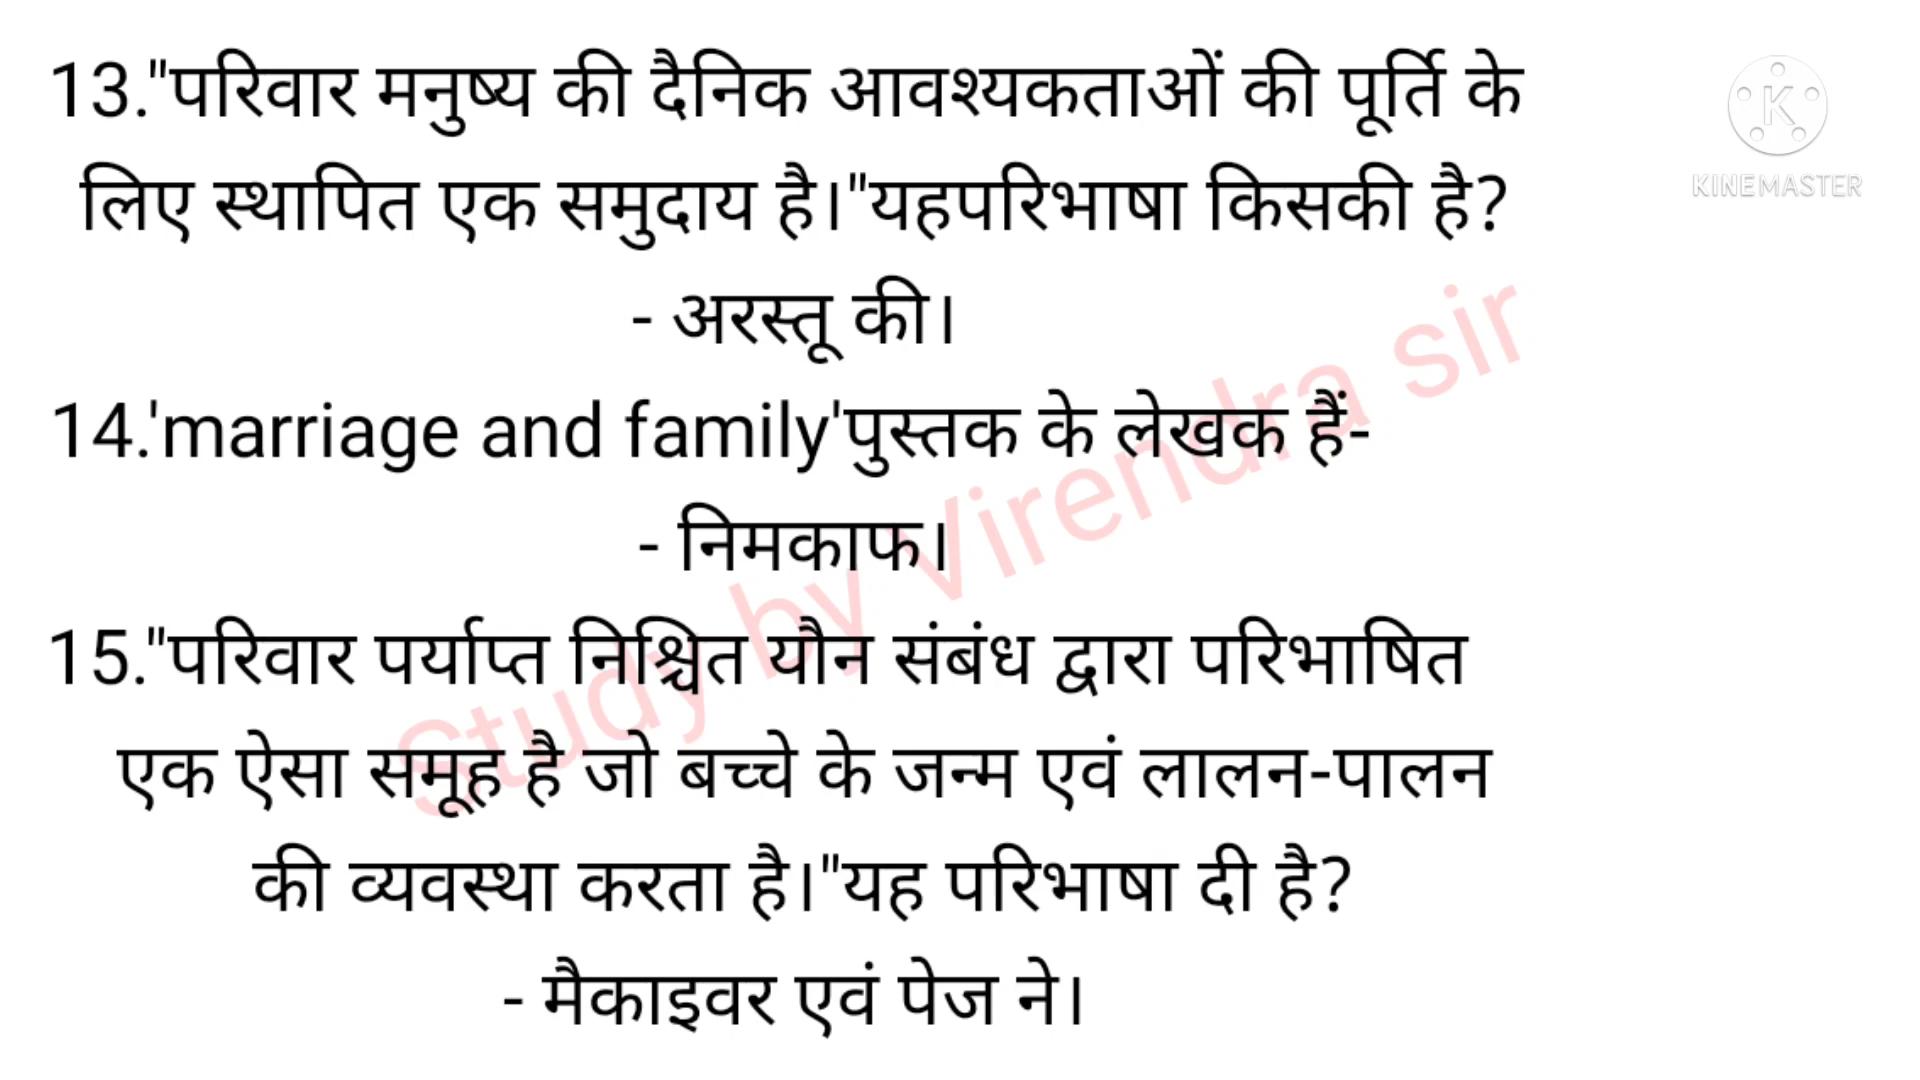 13."परिवार मनुष्य की दैनिक आवश्यकताओं की पूर्ति के
लिए स्थापित एक समुदाय है।"यहपरिभाषा किसकी है?
- अरस्तू की।
14.'marriage and family'पुस्तक के लेखक हैं-
- निमकाफ।
15."परिवार पर्याप्त निश्चित यौन संबंध द्वारा परिभाषित
एक ऐसा समूह है जो बच्चे के जन्म एवं लालन-पालन
की व्यवस्था करता है।"यह परिभाषा दी है?
- मैकाइवर एवं पेज ने।
Study by Virendra sir
K
KINEMASTER